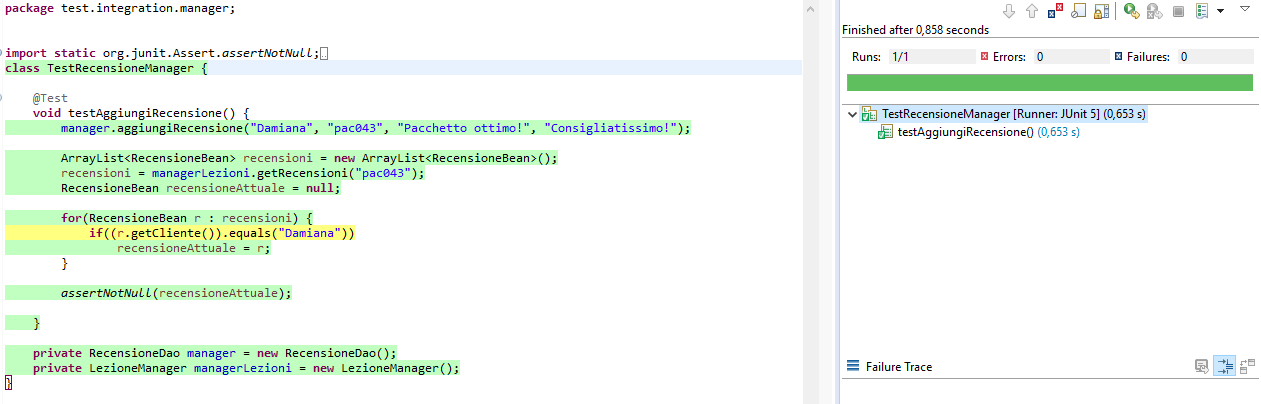 package test.integration.manager;
import static org.junit.Assert.assertNotNull;
class TestRecensioneManager {
@Test
void testAggiungiRecensione() {
manager.aggiungiRecensione("Damiana", "pac043", "Pacchetto ottimo!", "Consigliatissimo!");
ArrayList<RecensioneBean> recensioni = new ArrayList<RecensioneBean>();
recensioni = managerLezioni.getRecensioni("pac043");
RecensioneBean recensioneAttuale = null;
for(RecensioneBean r : recensioni) {
if((r.getCliente()).equals("Damiana"))
recensioneAttuale = r;
}
assertNotNull(recensioneAttuale);
}
private RecensioneDao manager = new RecensioneDao();
private LezioneManager managerLezioni = new LezioneManager();
}
Finished after 0,858 seconds
Runs: 1/1 Errors: 0 Failures: 0
TestRecensioneManager [Runner: JUnit 5] (0,653 s)
testAggiungiRecensione() (0,653 s)
Failure Trace